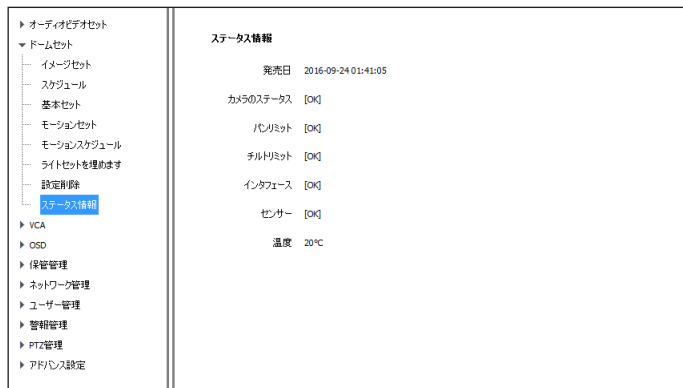 オーディオビデオセット
ドームセット
イメージセット
スケジュール
基本セット
モーションセット
モーションスケジュール
ライトセットを埋めます
設定削除
ステータス情報
VCA
OSD
保管管理
ネットワーク管理
ユーザー管理
警報管理
PTZ管理
アドバンス設定
ステータス情報
発売日 2016-09-24 01:41:05
カメラのステータス [OK]
パンリミット [OK]
チルトリミット [OK]
インタフェース [OK]
センサー [OK]
温度 20℃